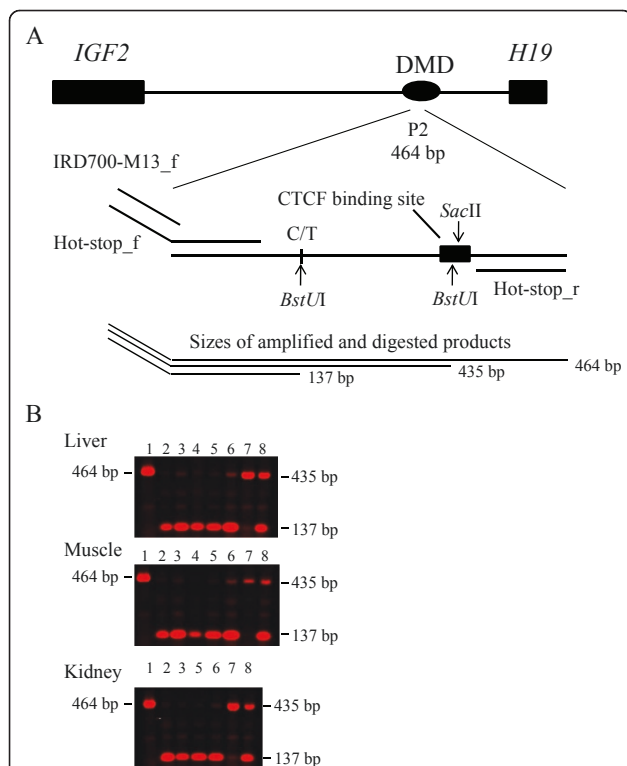 A
IGF2 DMD H19
P2
464 bp
IRD700-M13_f
CTCF binding site
SacII
Hot-stop_f
C/T
BstUI BstUI
Hot-stop_r
Sizes of amplified and digested products
464 bp
435 bp
137 bp
B
Liver
1 2 3 4 5 6 7 8
464 bp 435 bp
137 bp
Muscle
1 2 3 4 5 6 7 8
464 bp 435 bp
137 bp
Kidney
1 2 3 5 6 7 8
464 bp 435 bp
137 bp